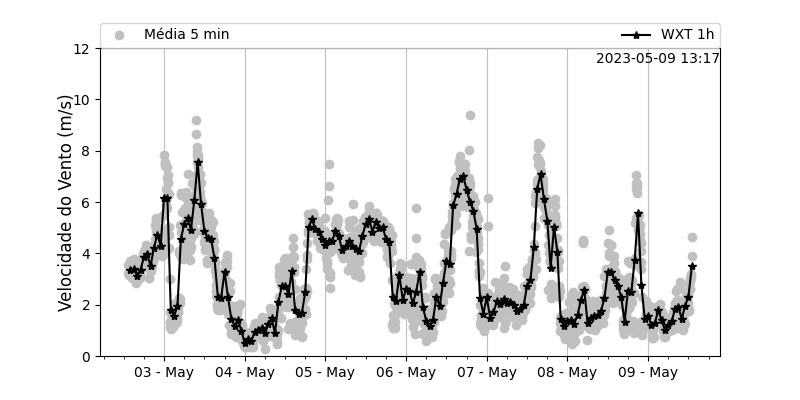 Média 5 min
WXT 1h
2023-05-09 13:17
Velocidade do Vento (m/s)
12
10
8
6
4
2
0
03 - May
04 - May
05 - May
06 - May
07 - May
08 - May
09 - May